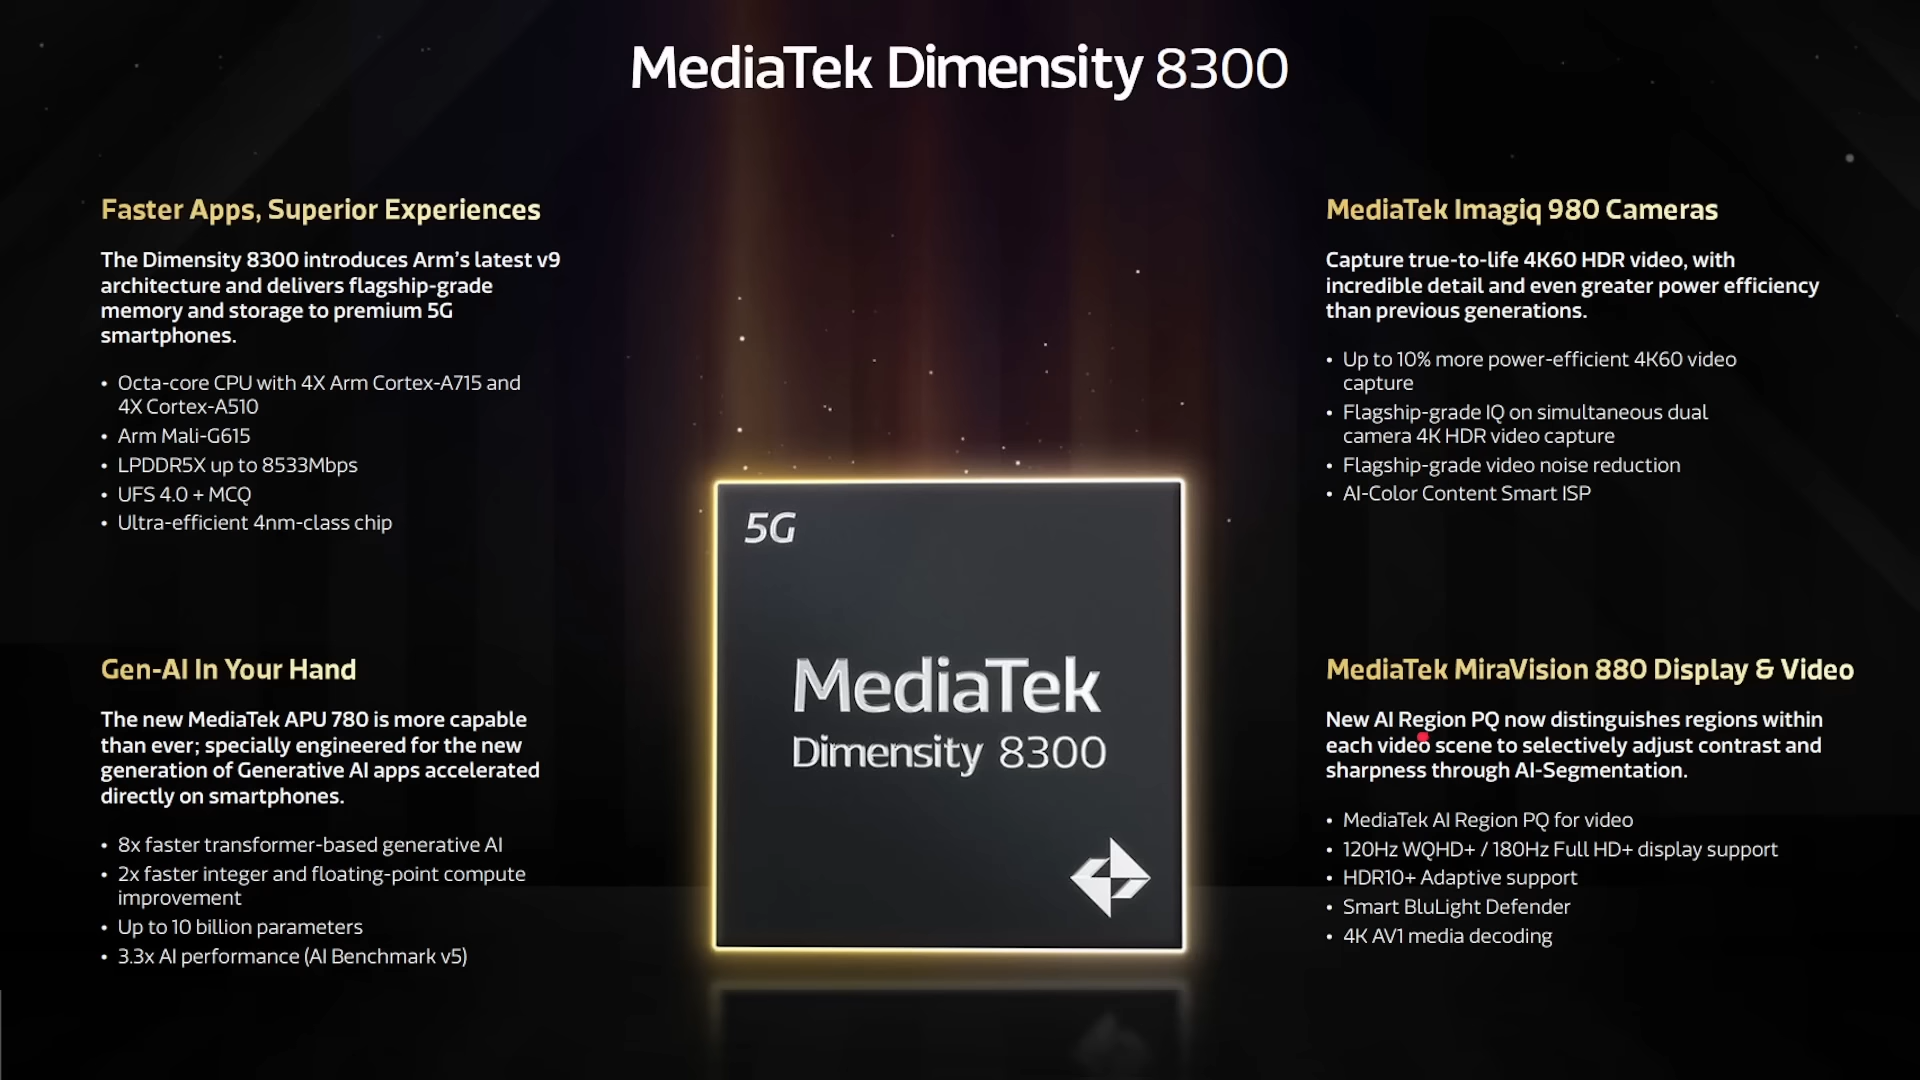 MediaTek Dimensity 8300
Faster Apps, Superior Experiences
The Dimensity 8300 introduces Arm's latest v9
architecture and delivers flagship-grade
memory and storage to premium 5G
smartphones.
• Octa-core CPU with 4X Arm Cortex-A715 and
4X Cortex-A510
• Arm Mali-G615
• LPDDR5X up to 8533Mbps
• UFS 4.0 + MCQ
• Ultra-efficient 4nm-class chip
Gen-AI In Your Hand
The new MediaTek APU 780 is more capable
than ever; specially engineered for the new
generation of Generative AI apps accelerated
directly on smartphones.
• 8x faster transformer-based generative AI
• 2x faster integer and floating-point compute
improvement
• Up to 10 billion parameters
• 3.3x AI performance (AI Benchmark v5)
5G
MediaTek
Dimensity 8300
MediaTek Imagiq 980 Cameras
Capture true-to-life 4K60 HDR video, with
incredible detail and even greater power efficiency
than previous generations.
• Up to 10% more power-efficient 4K60 video
capture
• Flagship-grade IQ on simultaneous dual
camera 4K HDR video capture
• Flagship-grade video noise reduction
• AI-Color Content Smart ISP
MediaTek MiraVision 880 Display & Video
New AI Region PQ now distinguishes regions within
each video scene to selectively adjust contrast and
sharpness through AI-Segmentation.
• MediaTek AI Region PQ for video
• 120Hz WQHD+ / 180Hz Full HD+ display support
• HDR10+ Adaptive support
• Smart BluLight Defender
• 4K AV1 media decoding